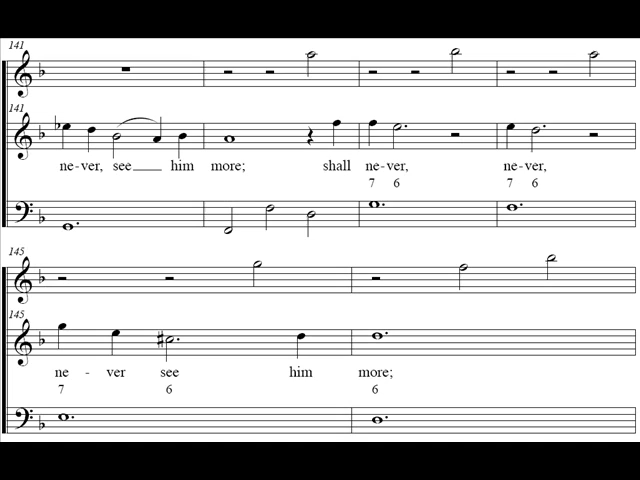 141
141
ne-ver, see him more; shall ne-ver, ne-ver,
7 6 7 6
145
145
ne - ver see him more;
7 6 6